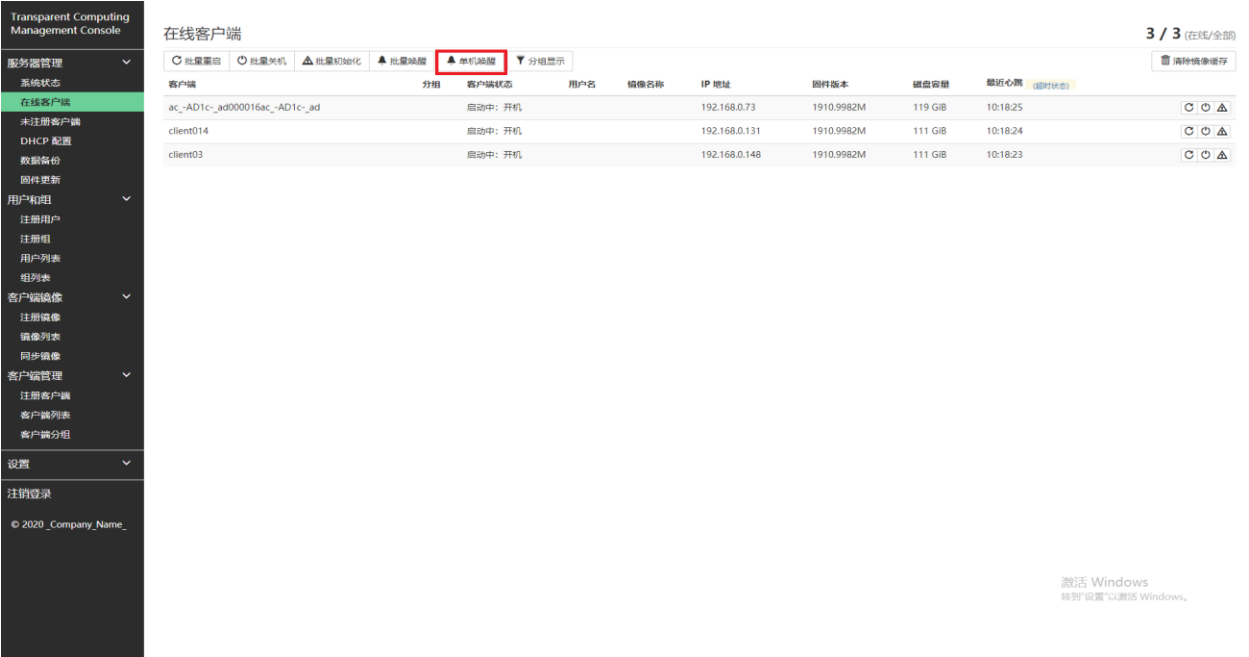 Transparent Computing
Management Console
服务器管理
系统状态
在线客户端
未注册客户端
DHCP 配置
数据备份
固件更新
用户和组
注册用户
注册组
用户列表
组列表
客户端镜像
注册镜像
镜像列表
同步镜像
客户端管理
注册客户端
客户端列表
客户端分组
设置
注销登录
© 2020 _Company_Name_
在线客户端 3 / 3 (在线/全部)
批量重启 批量关机 批量初始化 批量唤醒 单机唤醒 分组显示 清除镜像缓存
客户端 分组 客户端状态 用户名 镜像名称 IP 地址 固件版本 磁盘容量 最近心跳 (超时状态)
ac_-AD1c-_ad000016ac_-AD1c-_ad 启动中: 开机 192.168.0.73 1910.9982M 119 GiB 10:18:25
client014 启动中: 开机 192.168.0.131 1910.9982M 111 GiB 10:18:24
client03 启动中: 开机 192.168.0.148 1910.9982M 111 GiB 10:18:23
激活 Windows
转到"设置"以激活 Windows。